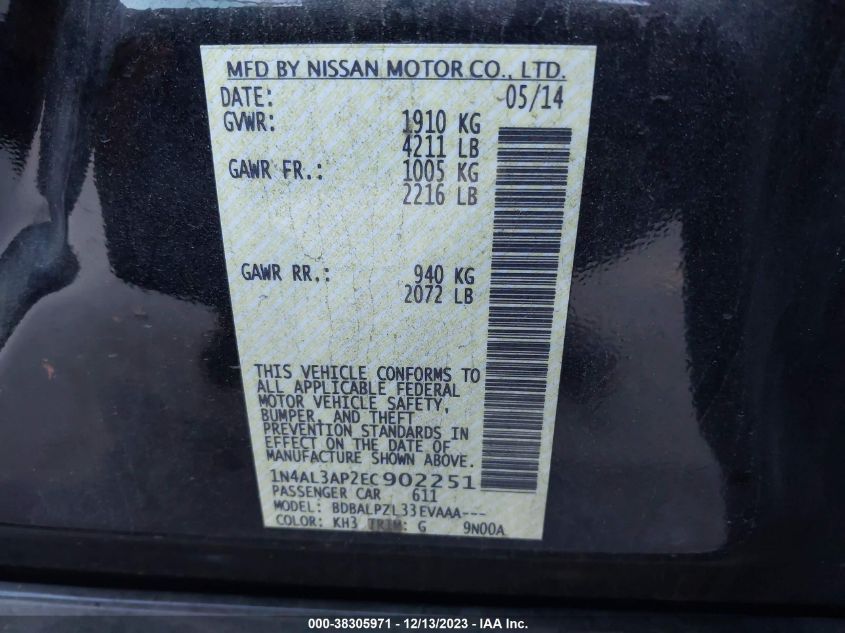 MFD BY NISSAN MOTOR CO., LTD.
DATE: 05/14
GVWR: 1910 KG
4211 LB
GAWR FR.: 1005 KG
2216 LB
GAWR RR.: 940 KG
2072 LB
THIS VEHICLE CONFORMS TO
ALL APPLICABLE FEDERAL
MOTOR VEHICLE SAFETY,
BUMPER, AND THEFT
PREVENTION STANDARDS IN
EFFECT ON THE DATE OF
MANUFACTURE SHOWN ABOVE.
1N4AL3AP2EC902251
PASSENGER CAR 611
MODEL: BDBALPZL33EVAAA---
COLOR: KH3 TRIM: G 9N00A
000-38305971 - 12/13/2023 - IAA Inc.